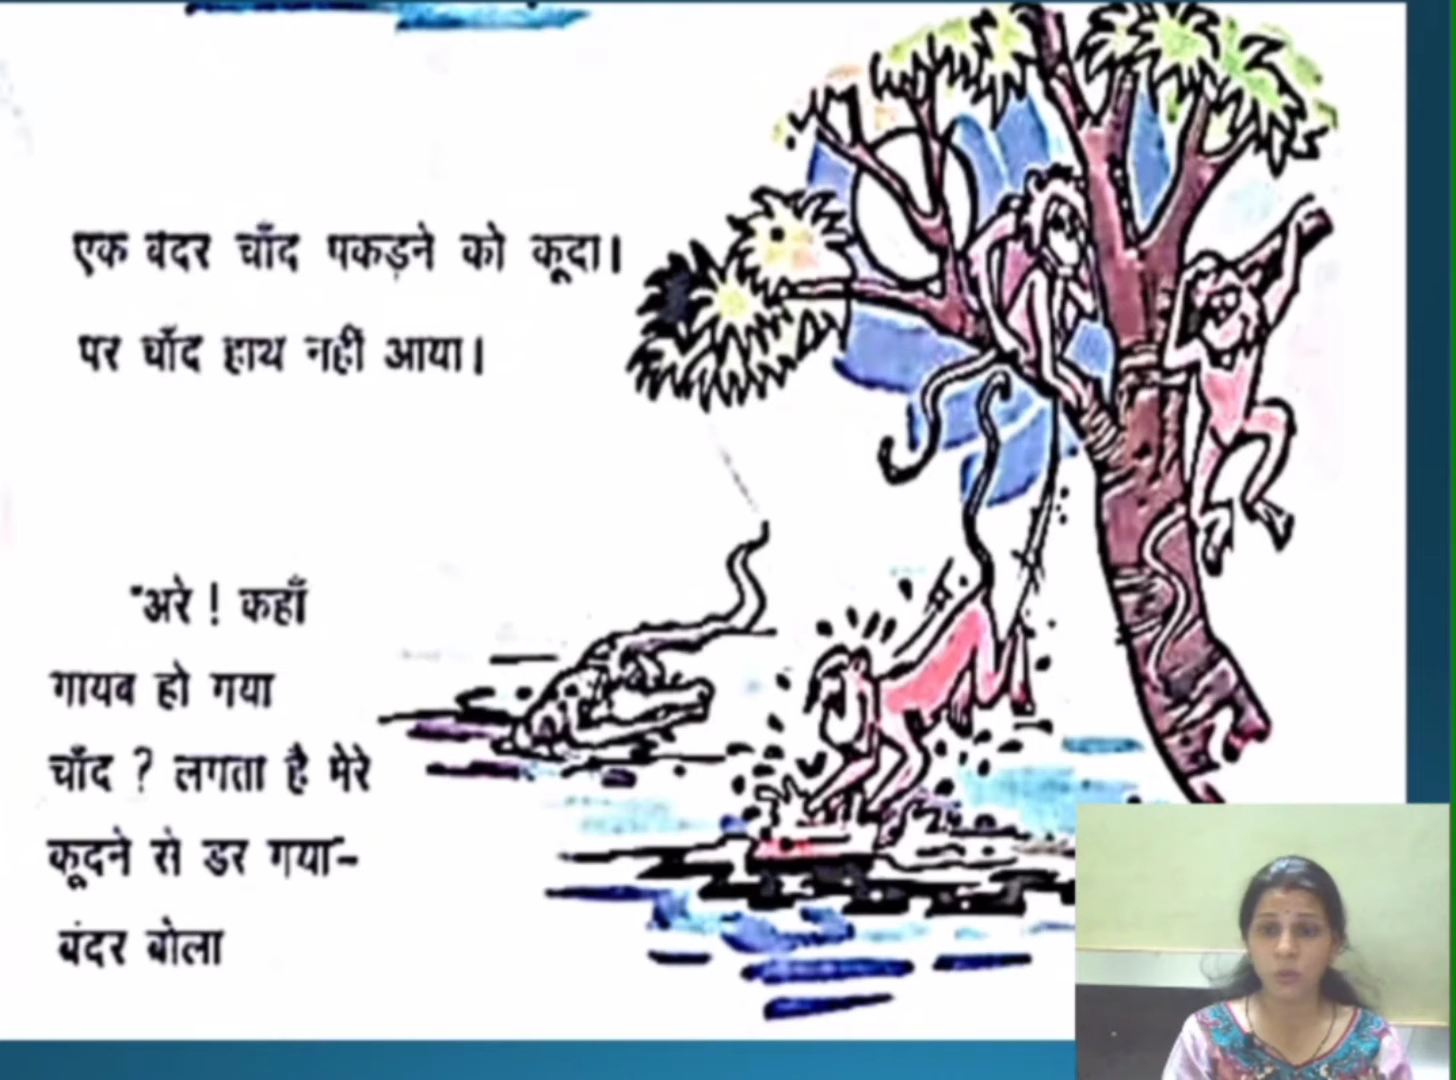 एक बंदर चाँद पकड़ने को कूदा।
पर चाँद हाथ नहीं आया।
"अरे ! कहाँ
गायब हो गया
चाँद ? लगता है मेरे
कूदने से डर गया-
बंदर बोला